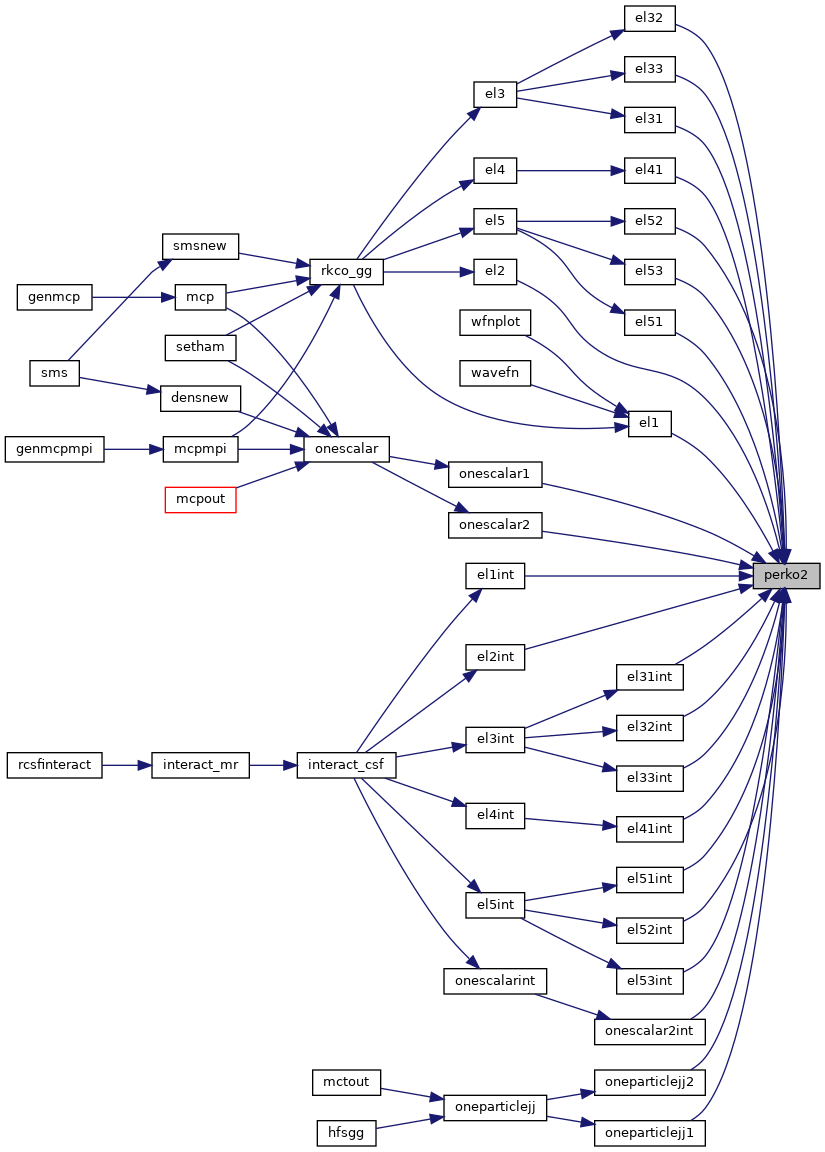 el32
el33
el3
el31
el4
el41
el5
el52
smsnew
rkco_gg
el2
el53
genmcp
mcp
wfnplot
el51
setham
sms
wavefn
densnew
el1
genmcpmpi
mcpmpi
onescalar
onescalar1
mcpout
onescalar2
el1int
perko2
el2int
el31int
el32int
el3int
rcsfinteract
interact_mr
interact_csf
el33int
el4int
el41int
el51int
el5int
el52int
onescalarint
el53int
onescalar2int
mctout
oneparticlejj2
oneparticlejj
hfsgg
oneparticlejj1